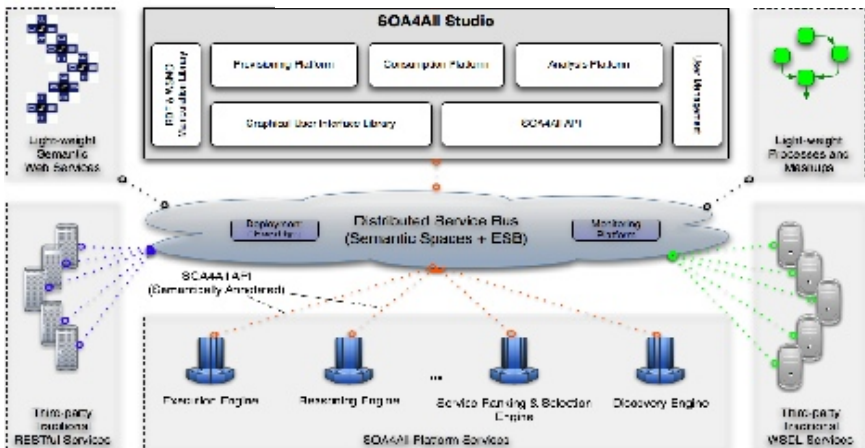 SOA4All Studio
Provisioning Platform
Consumption Platform
Analysis Platform
Graphical User Interface Library
SOA4All API
User Management
Light-weight
Semantic
Web Services
Light-weight
Processes and
Mashups
Distributed Service Bus
(Semantic Spaces + ESB)
Deployment
Monitoring
Platform
SOA4All API
(Semantically Annotated)
Execution Engine
Reasoning Engine
...
Service Ranking & Selection
Engine
Discovery Engine
SOA4All Platform Services
Third-party
Traditional
RESTful Services
Third-party
Traditional
WSDL Services